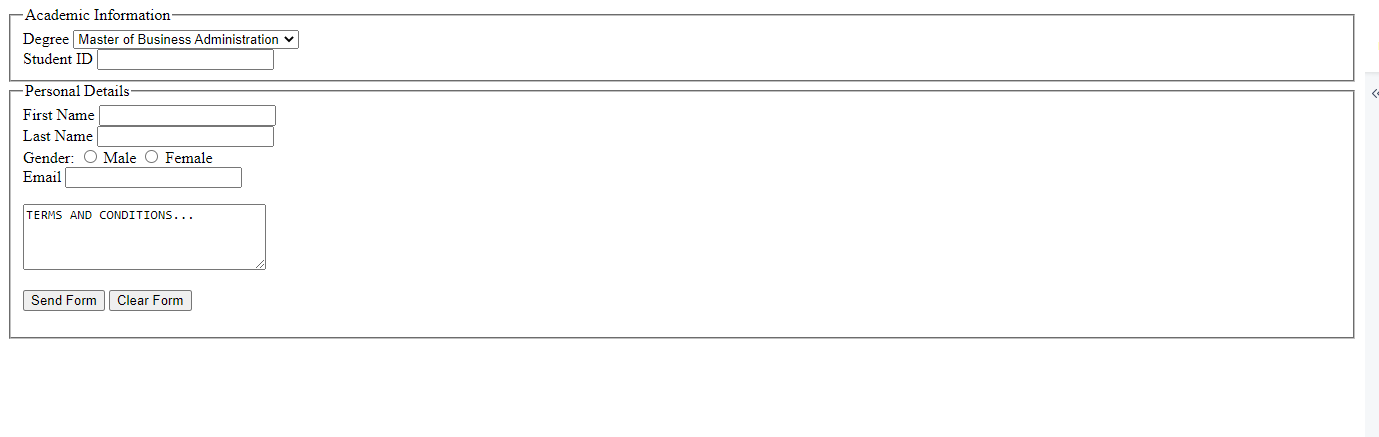 Academic Information
Degree Master of Business Administration
Student ID
Personal Details
First Name
Last Name
Gender: Male Female
Email
TERMS AND CONDITIONS...
Send Form Clear Form